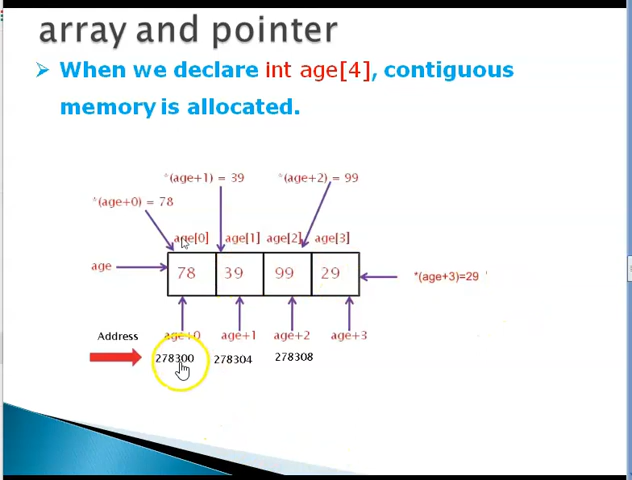 array and pointer
➢ When we declare int age[4], contiguous
memory is allocated.
*(age+1) = 39
*(age+2) = 99
*(age+0) = 78
age[0]
age[1]
age[2]
age[3]
age
78
39
99
29
*(age+3)=29
Address
age+0
age+1
age+2
age+3
278300
278304
278308